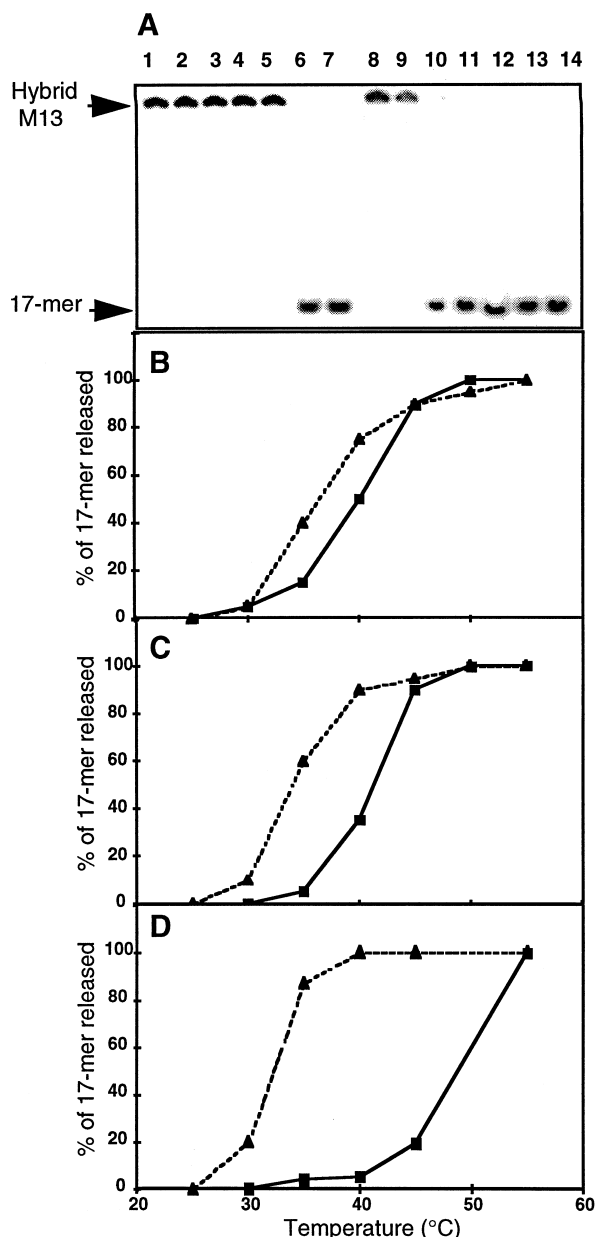 A
1 2 3 4 5 6 7 8 9 10 11 12 13 14
Hybrid
M13
17-mer
B
% of 17-mer released
100
80
60
40
20
0
C
% of 17-mer released
100
80
60
40
20
0
D
% of 17-mer released
100
80
60
40
20
0
20 30 40 50 60
Temperature (°C)